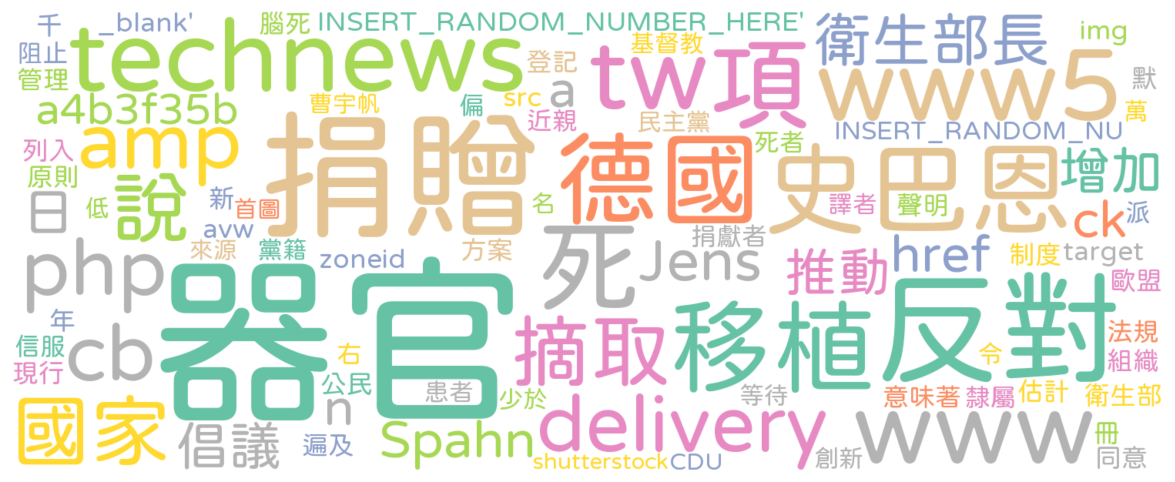 千 _blank' 腦死 INSERT_RANDOM_NUMBER_HERE' 衛生部長 img
阻止 technews 登記 基督教 tw 項 www 5 默
管理 a4b3f35b 曹宇帆 偏 src a 近親 民主黨 萬
amp 捐贈 德國 死者 INSERT_RANDOM_NU
列入 原則 說 史巴恩 增加
日 低 新 首圖 名 譯者 聲明 ck 派
avw 捐獻者
php 來源 黨籍 方案 死 Jens 推動 href 制度 target
zoneid 歐盟
器官 摘取 移植 反對
年 cb 信服 右 令 法規
現行 公民 患者 少於 等待 意味著 隸屬 估計 組織 衛生部
國家 倡議 n 遍及 Spahn delivery www 冊
shutterstock CDU 創新 同意